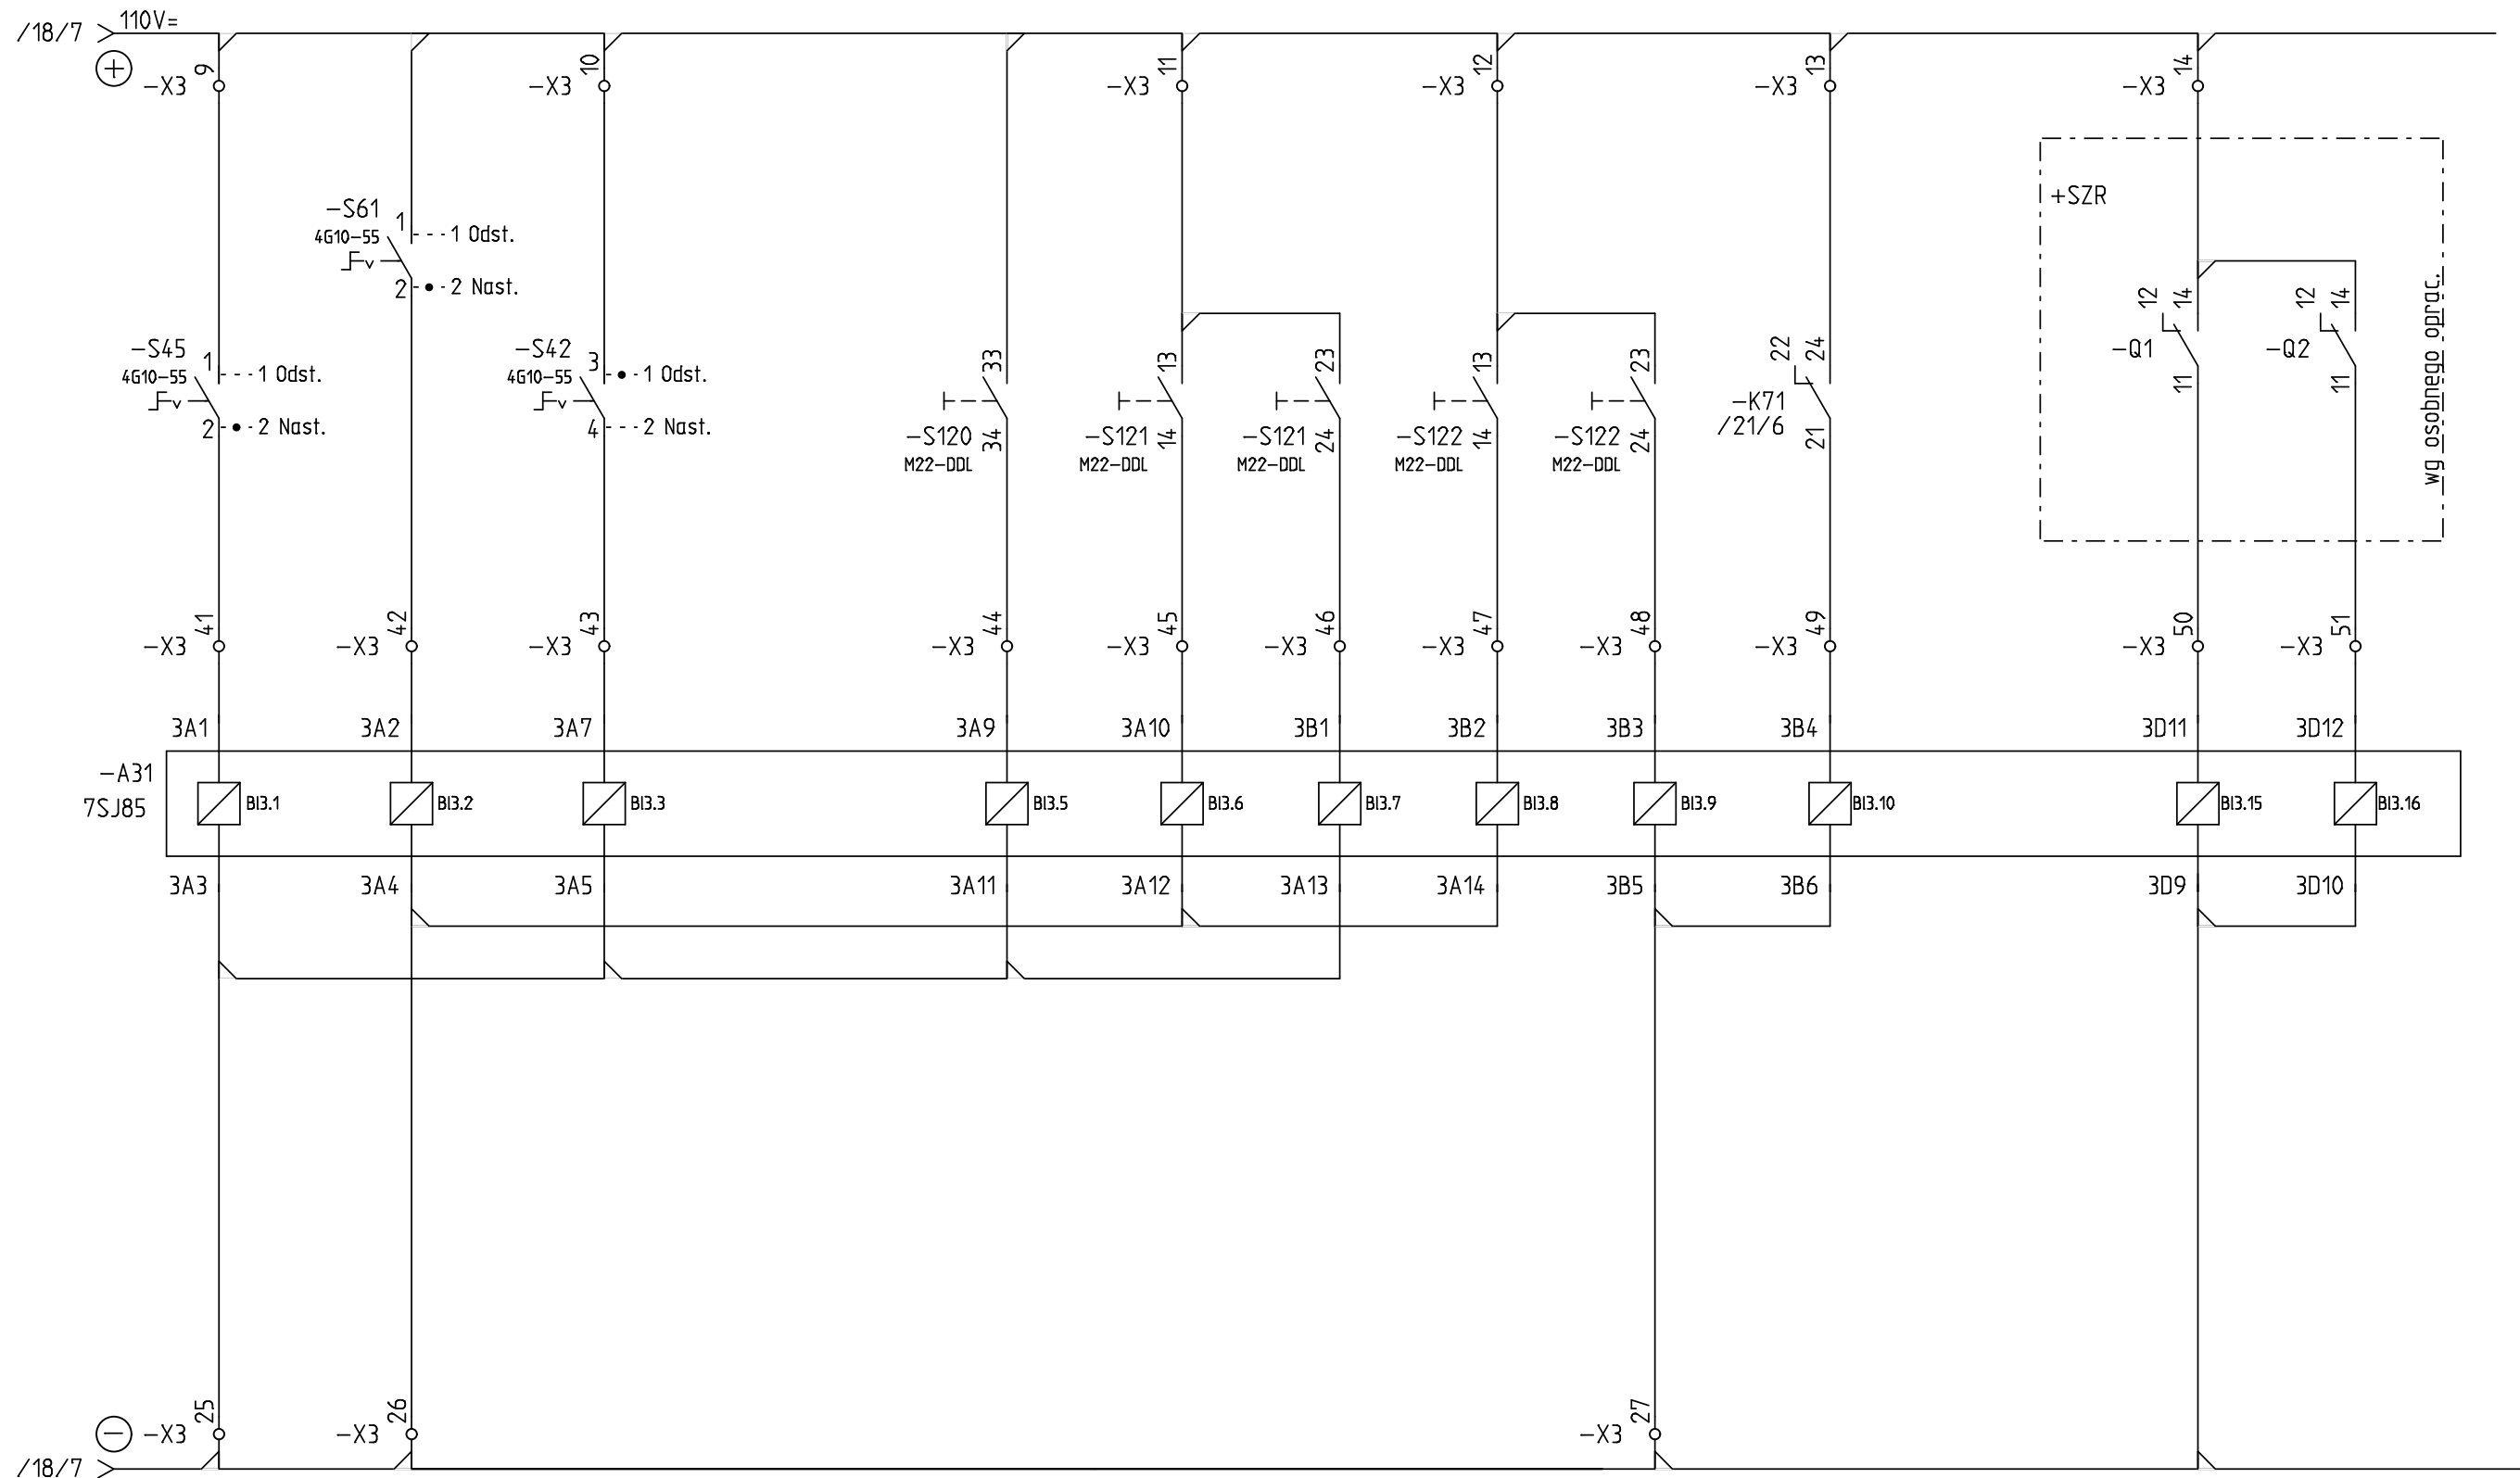 /18/7 110V=
9 10 11 12 13 14
-X3 -X3 -X3 -X3 -X3 -X3
+SZR
-S61 1 1 Odst.
4G10-55
2 2 Nast.
12 14 12 14
-S45 1 1 Odst.
4G10-55
2 2 Nast.
-S42 3 1 Odst.
4G10-55
4 2 Nast.
33 13 23 13 23 22 24
-Q1 11 -Q2 11
wg osobnego oprac.
-K71
/21/6 21
-S120 34 -S121 14 -S121 24 -S122 14 -S122 24
M22-DDL M22-DDL M22-DDL M22-DDL M22-DDL
41 42 43 44 45 46 47 48 49 50 51
-X3 -X3 -X3 -X3 -X3 -X3 -X3 -X3 -X3 -X3 -X3
3A1 3A2 3A7 3A9 3A10 3B1 3B2 3B3 3B4 3D11 3D12
-A31
7SJ85
BI3.1 BI3.2 BI3.3 BI3.5 BI3.6 BI3.7 BI3.8 BI3.9 BI3.10 BI3.15 BI3.16
3A3 3A4 3A5 3A11 3A12 3A13 3A14 3B5 3B6 3D9 3D10
25 26 27
-X3 -X3 -X3
/18/7